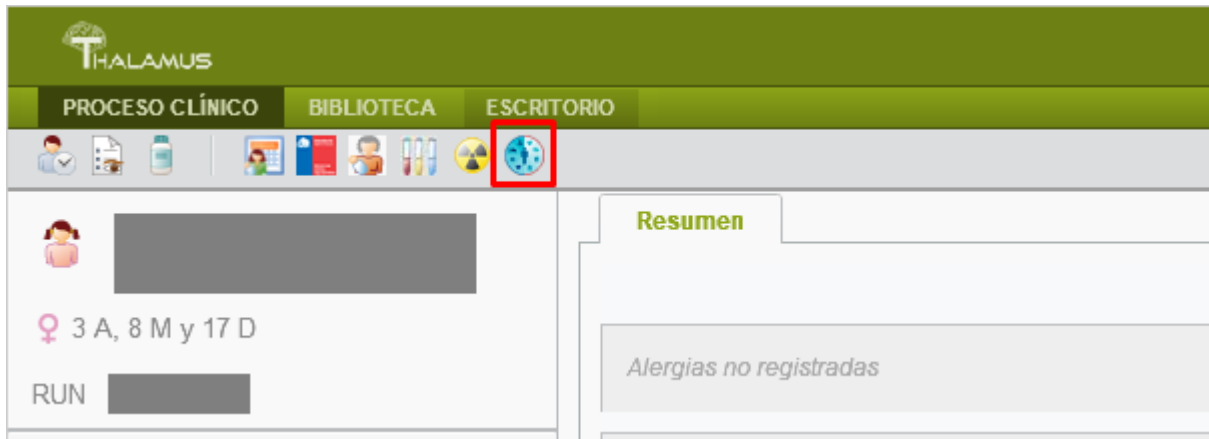 THALAMUS
PROCESO CLÍNICO BIBLIOTECA ESCRITORIO
Resumen
3 A, 8 M y 17 D
Alergias no registradas
RUN